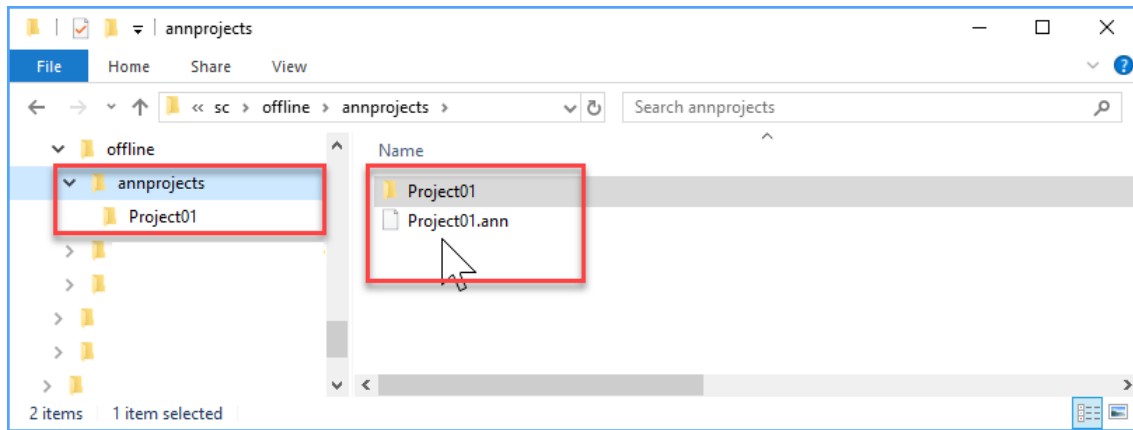 annprojects
File Home Share View
« sc > offline > annprojects >
Search annprojects
offline
annprojects
Project01
Name
Project01
Project01.ann
2 items 1 item selected